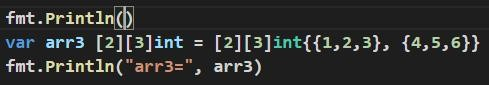 fmt.Println()
var arr3 [2][3]int = [2][3]int{{1,2,3}, {4,5,6}}
fmt.Println("arr3=", arr3)